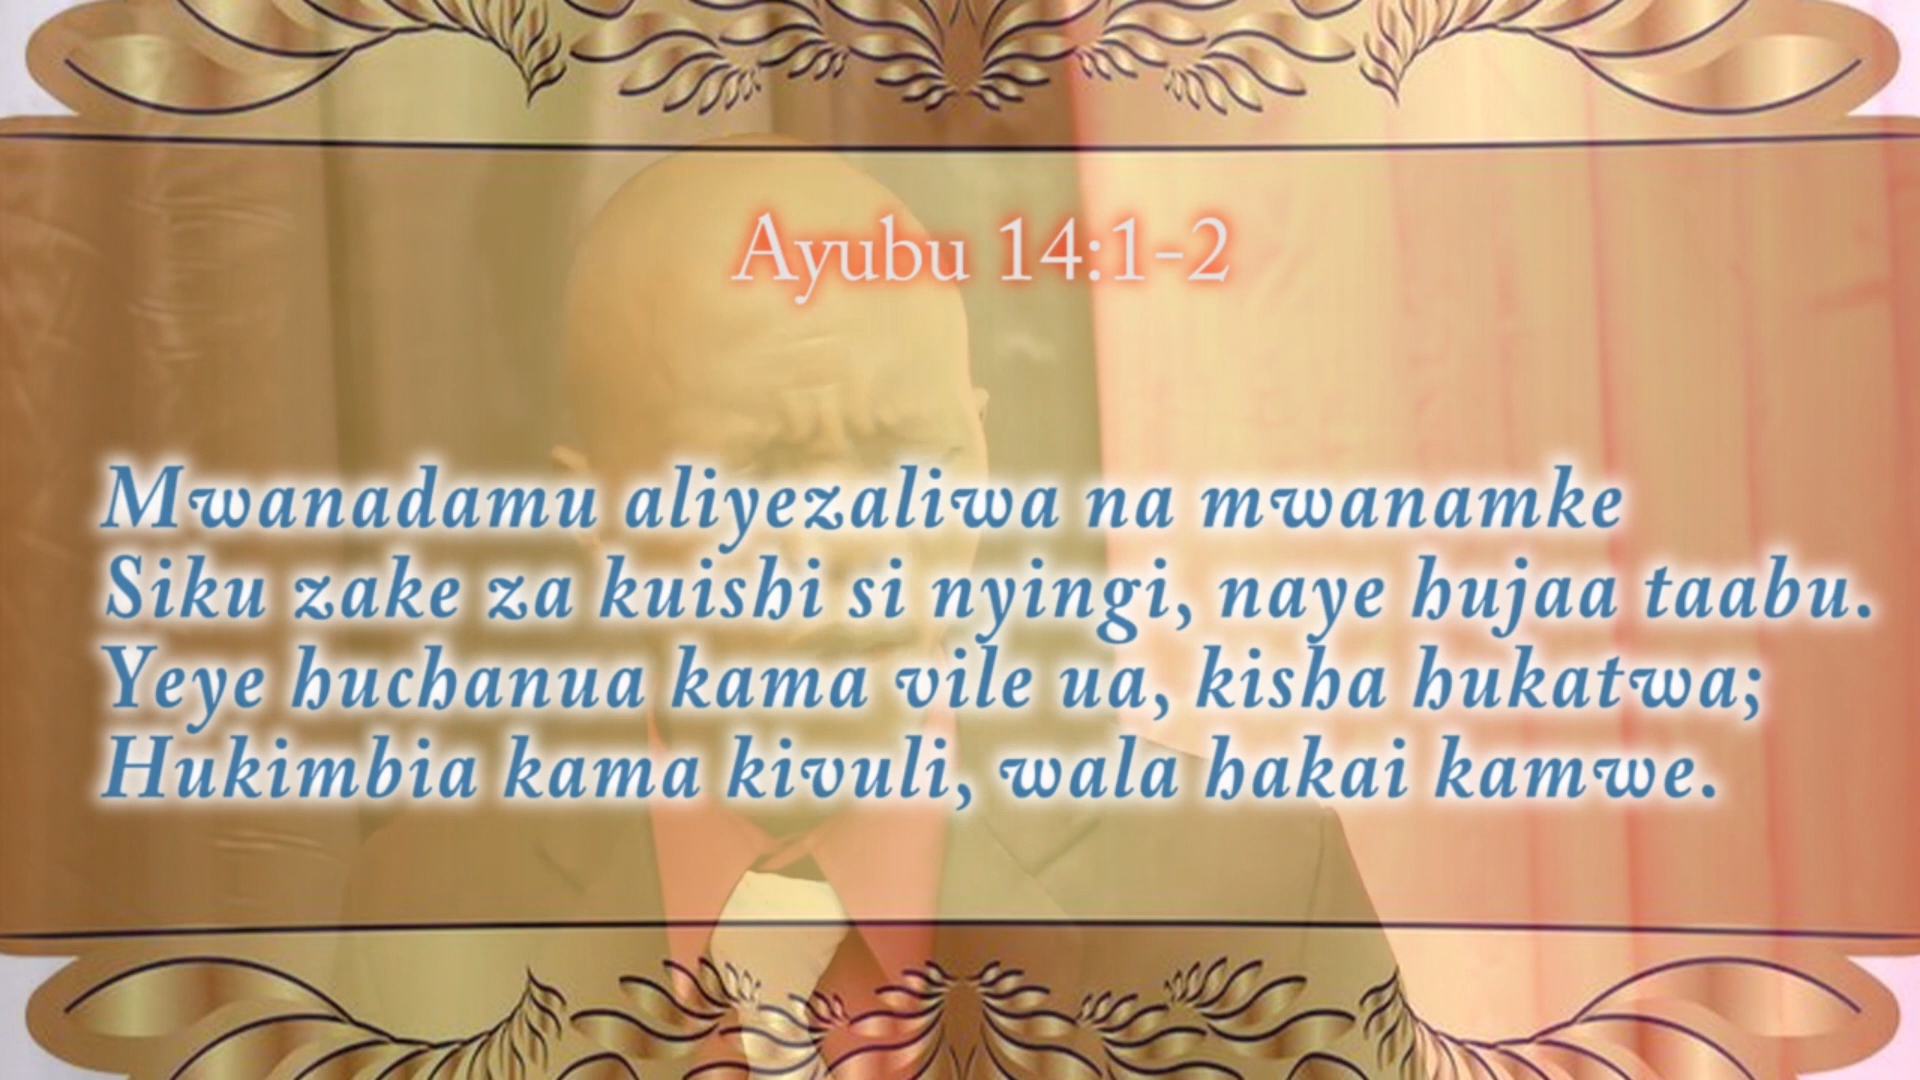 Ayubu 14:1-2
Mwanadamu aliyezaliwa na mwanamke
Siku zake za kuishi si nyingi, naye hujaa taabu.
Yeye huchanua kama vile ua, kisha hukatwa;
Hukimbia kama kivuli, wala hakai kamwe.